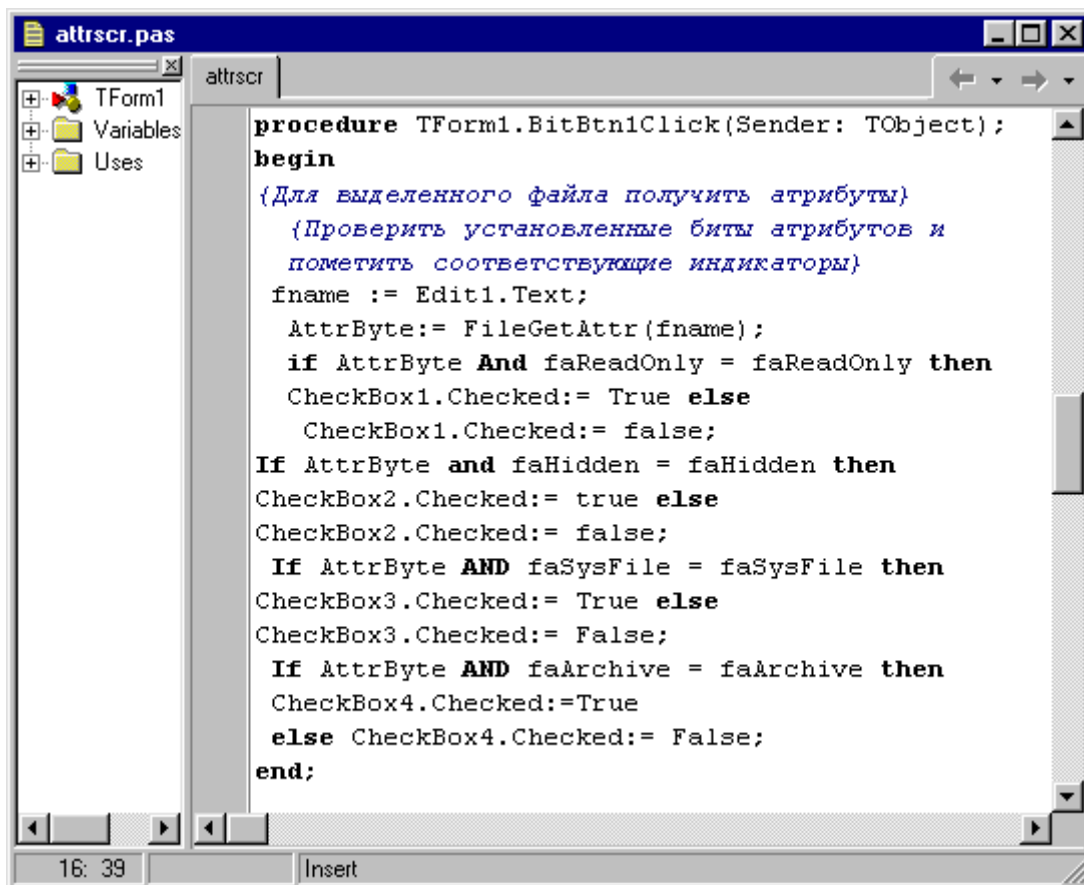 attrscr.pas
TForm1
Variables
Uses
attrscr
procedure TForm1.BitBtn1Click(Sender: TObject);
begin
{Для выделенного файла получить атрибуты}
{Проверить установленные биты атрибутов и
пометить соответствующие индикаторы}
fname := Edit1.Text;
AttrByte:= FileGetAttr(fname);
if AttrByte And faReadOnly = faReadOnly then
CheckBox1.Checked:= True else
CheckBox1.Checked:= false;
If AttrByte and faHidden = faHidden then
CheckBox2.Checked:= true else
CheckBox2.Checked:= false;
If AttrByte AND faSysFile = faSysFile then
CheckBox3.Checked:= True else
CheckBox3.Checked:= False;
If AttrByte AND faArchive = faArchive then
CheckBox4.Checked:=True
else CheckBox4.Checked:= False;
end;
16: 39
Insert